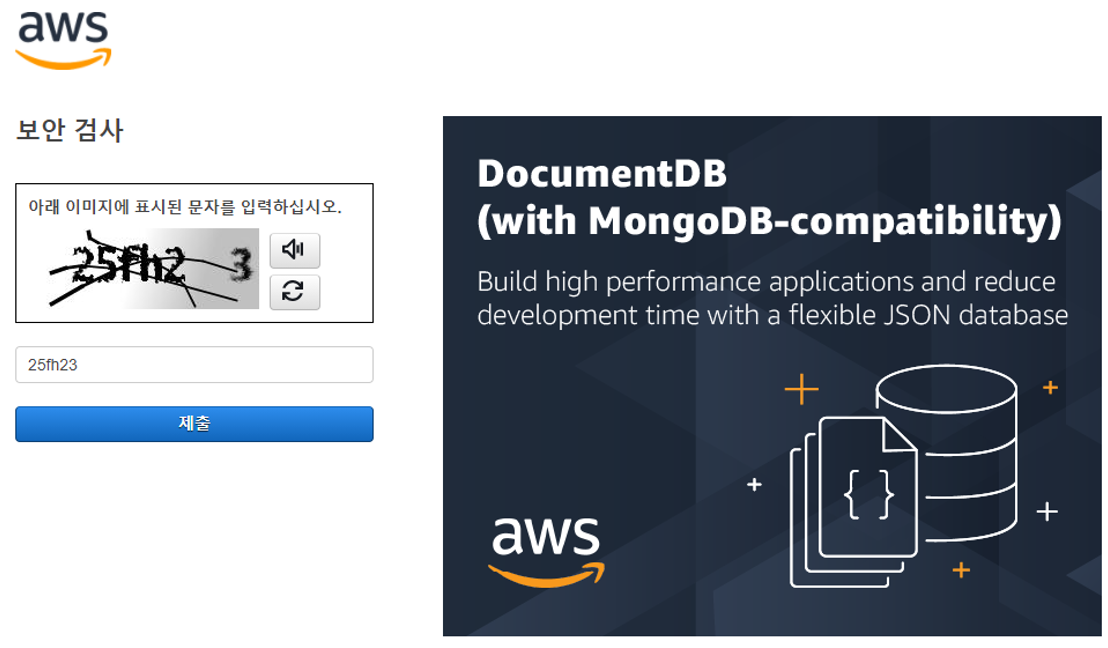 aws
보안 검사
아래 이미지에 표시된 문자를 입력하십시오.
25fh2 3
25fh23
제출
DocumentDB
(with MongoDB-compatibility)
Build high performance applications and reduce
development time with a flexible JSON database
{ }
aws